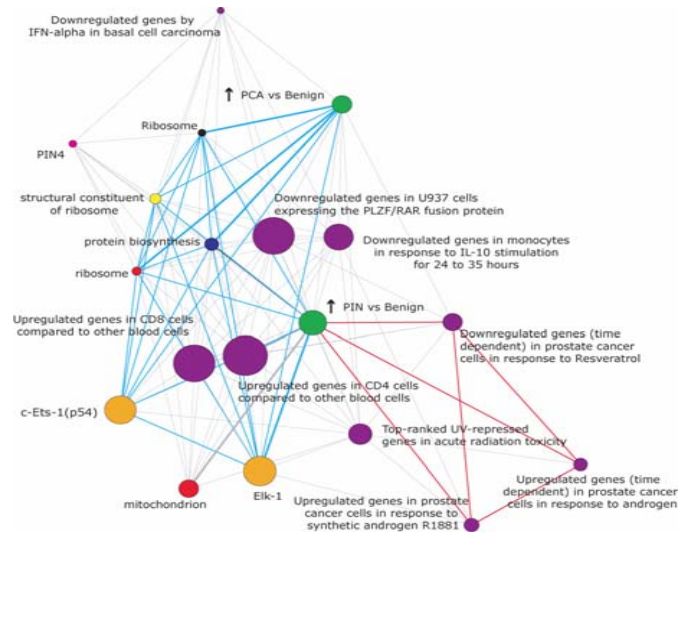 Downregulated genes by
IFN-alpha in basal cell carcinoma
↑ PCA vs Benign
Ribosome
PIN4
structural constituent
of ribosome
Downregulated genes in U937 cells
expressing the PLZF/RAR fusion protein
protein biosynthesis
Downregulated genes in monocytes
in response to IL-10 stimulation
for 24 to 35 hours
ribosome
↑ PIN vs Benign
Upregulated genes in CD8 cells
compared to other blood cells
Downregulated genes (time
dependent) in prostate cancer
cells in response to Resveratrol
Upregulated genes in CD4 cells
compared to other blood cells
c-Ets-1(p54)
Top-ranked UV-repressed
genes in acute radiation toxicity
Upregulated genes (time
dependent) in prostate cancer
cells in response to androgen
mitochondrion
Elk-1
Upregulated genes in prostate
cancer cells in response to
synthetic androgen R1881